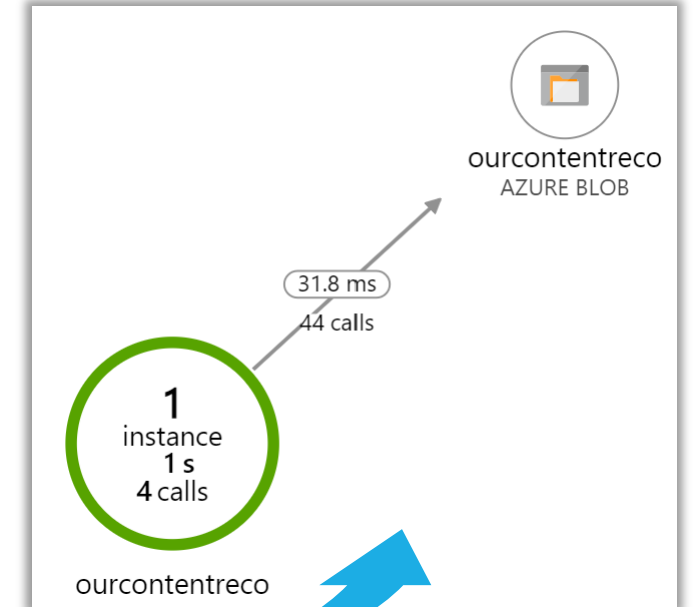 ourcontentreco
AZURE BLOB
31.8 ms
44 calls
1
instance
1 s
4 calls
ourcontentreco